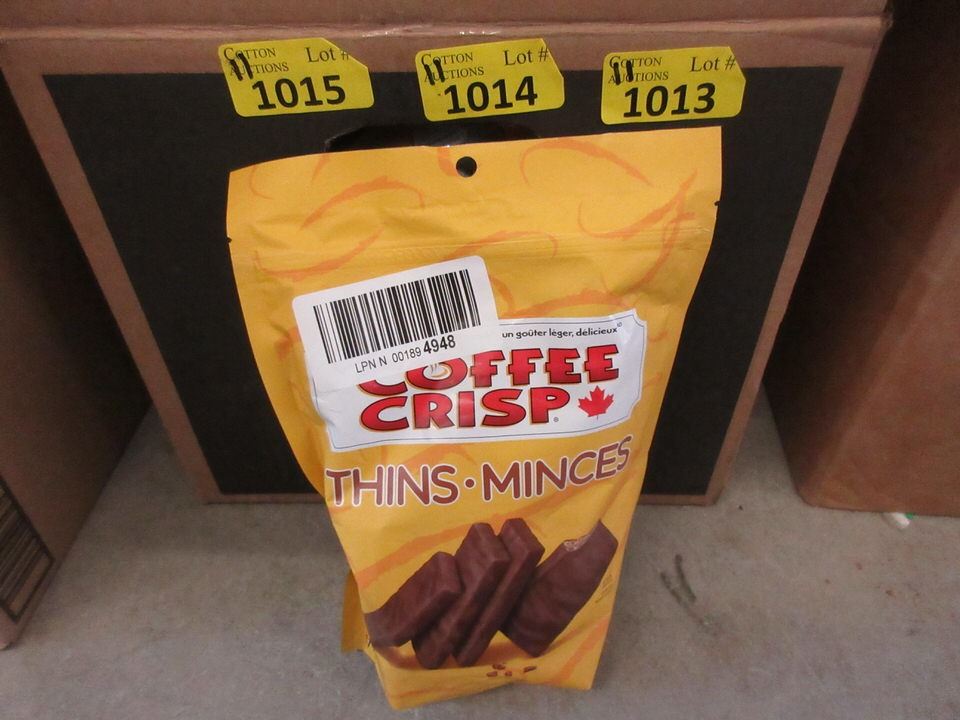 COTTON
AUCTIONS
Lot #
1015
COTTON
AUCTIONS
Lot #
1014
COTTON
AUCTIONS
Lot #
1013
LPN N 00189 4948
un goûter léger, délicieux
COFFEE
CRISP
THINS • MINCES